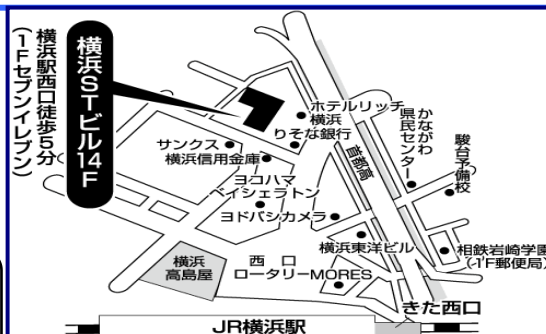 横浜駅西口徒歩5分
(1Fセブンイレブン)
横浜STビル14F
ホテルリッチ
横浜
りそな銀行
サンクス
横浜信用金庫
首都高
かながわ
県民センター
駿台予備校
ヨコハマ
ベイシェラトン
ヨドバシカメラ
横浜東洋ビル
相鉄岩崎学園
(1F郵便局)
横浜
高島屋
西口
ロータリー
MORES
きた西口
JR横浜駅